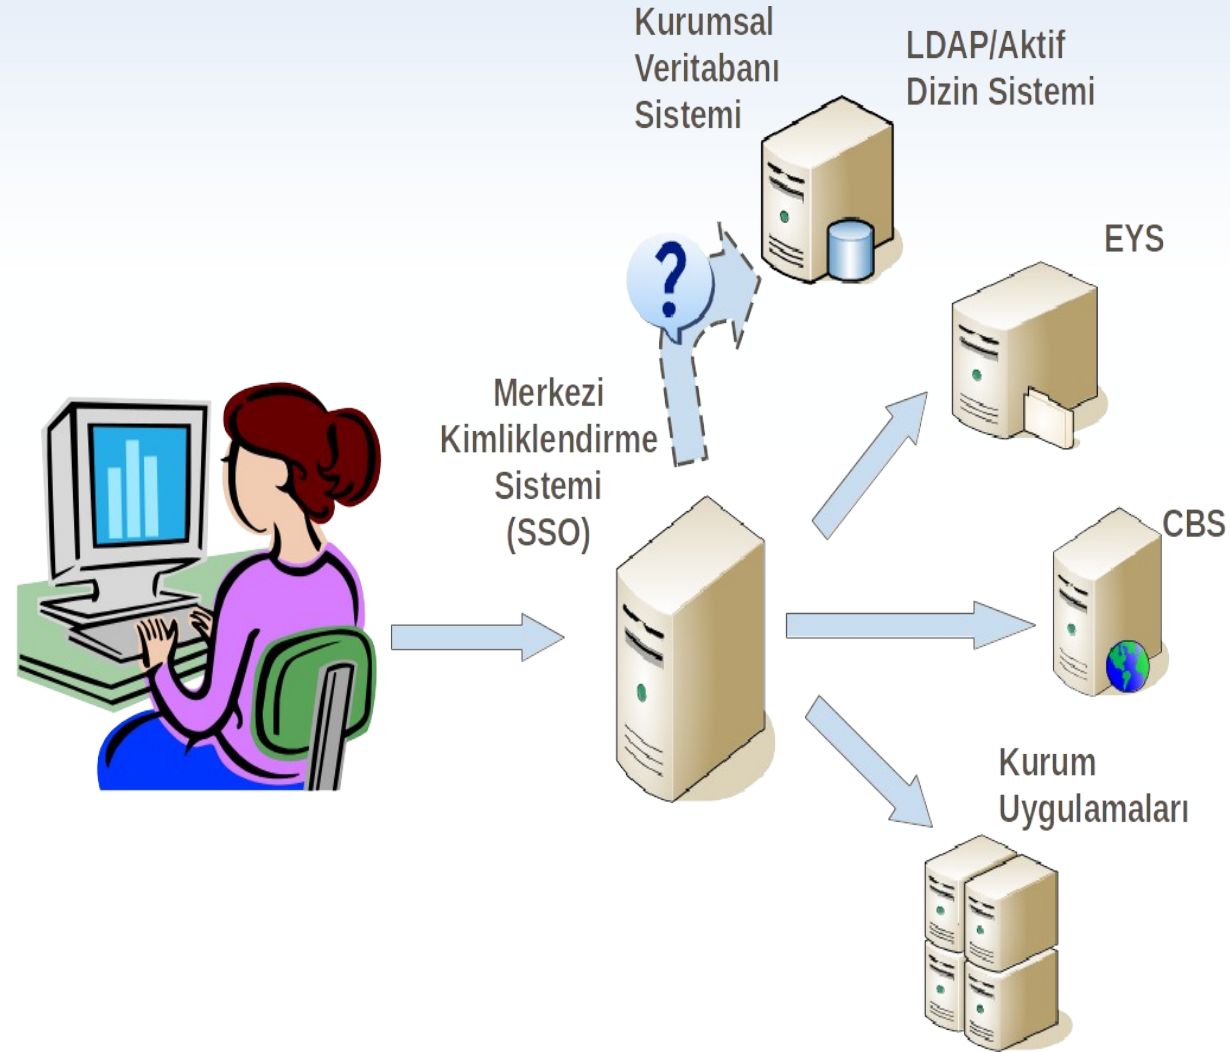 Kurumsal
Veritabanı
Sistemi
LDAP/Aktif
Dizin Sistemi
EYS
?
Merkezi
Kimliklendirme
Sistemi
(SSO)
CBS
Kurum
Uygulamaları